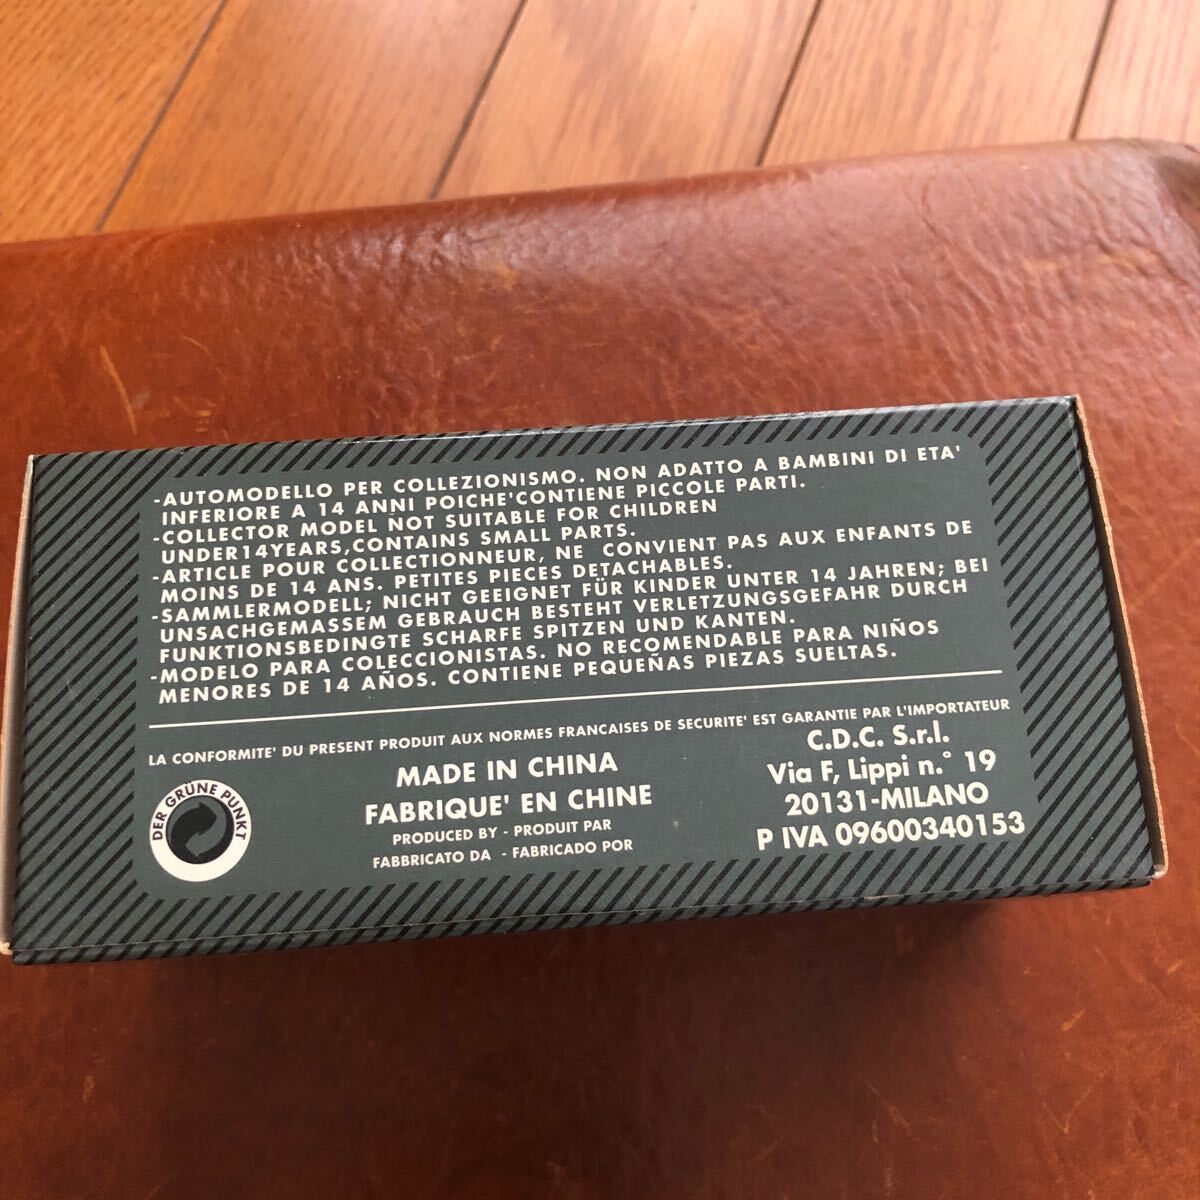 -AUTOMODELLO PER COLLEZIONISMO. NON ADATTO A BAMBINI DI ETA'
INFERIORE A 14 ANNI POICHE'CONTIENE PICCOLE PARTI.
-COLLECTOR MODEL NOT SUITABLE FOR CHILDREN
UNDER14YEARS,CONTAINS SMALL PARTS.
-ARTICLE POUR COLLECTIONNEUR, NE CONVIENT PAS AUX ENFANTS DE
MOINS DE 14 ANS. PETITES PIECES DETACHABLES.
-SAMMLERMODELL; NICHT GEEIGNET FÜR KINDER UNTER 14 JAHREN; BEI
UNSACHGEMASSEM GEBRAUCH BESTEHT VERLETZUNGSGEFAHR DURCH
FUNKTIONSBEDINGTE SCHARFE SPITZEN UND KANTEN.
-MODELO PARA COLECCIONISTAS. NO RECOMENDABLE PARA NIÑOS
MENORES DE 14 AÑOS. CONTIENE PEQUEÑAS PIEZAS SUELTAS.
LA CONFORMITE' DU PRESENT PRODUIT AUX NORMES FRANCAISES DE SECURITE' EST GARANTIE PAR L'IMPORTATEUR
DER GRÜNE PUNKT
MADE IN CHINA
FABRIQUE' EN CHINE
PRODUCED BY - PRODUIT PAR
FABBRICATO DA - FABRICADO POR
C.D.C. S.r.l.
Via F, Lippi n.° 19
20131-MILANO
P IVA 09600340153